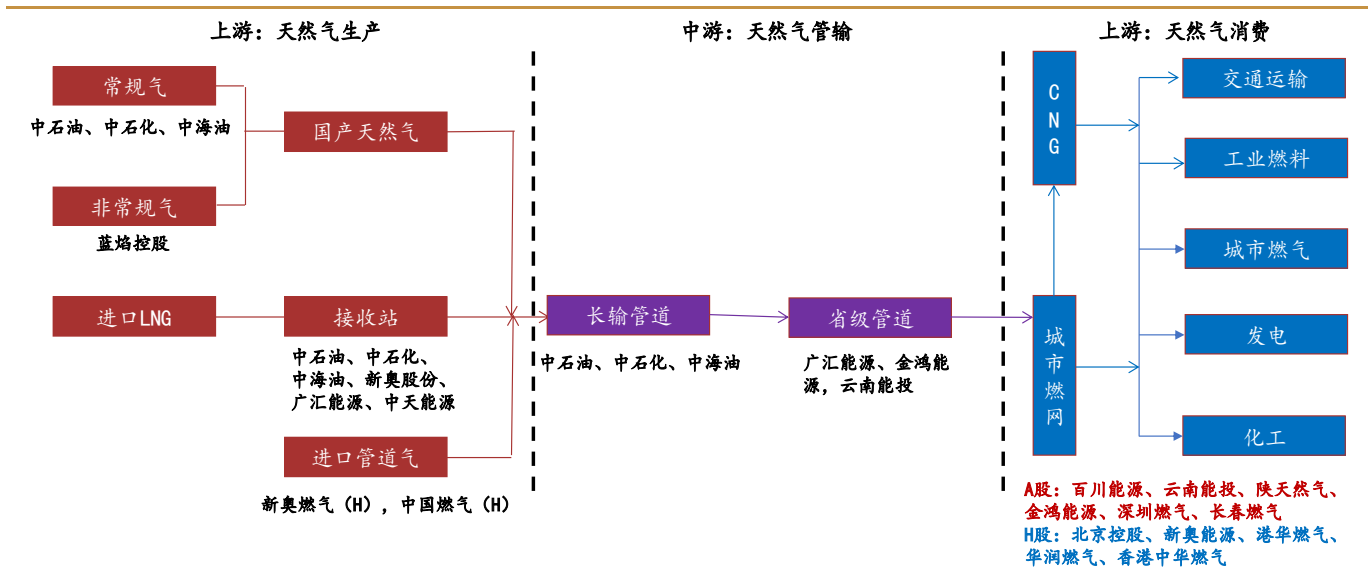 上游：天然气生产
常规气
中石油、中石化、中海油
国产天然气
非常规气
蓝焰控股
进口LNG
接收站
中石油、中石化、
中海油、新奥股份、
广汇能源、中天能源
进口管道气
新奥燃气（H），中国燃气（H）
中游：天然气管输
长输管道
中石油、中石化、中海油
省级管道
广汇能源、金鸿能
源，云南能投
上游：天然气消费
C
N
G
城
市
燃
网
交通运输
工业燃料
城市燃气
发电
化工
A股：百川能源、云南能投、陕天然气、
金鸿能源、深圳燃气、长春燃气
H股：北京控股、新奥能源、港华燃气、
华润燃气、香港中华燃气